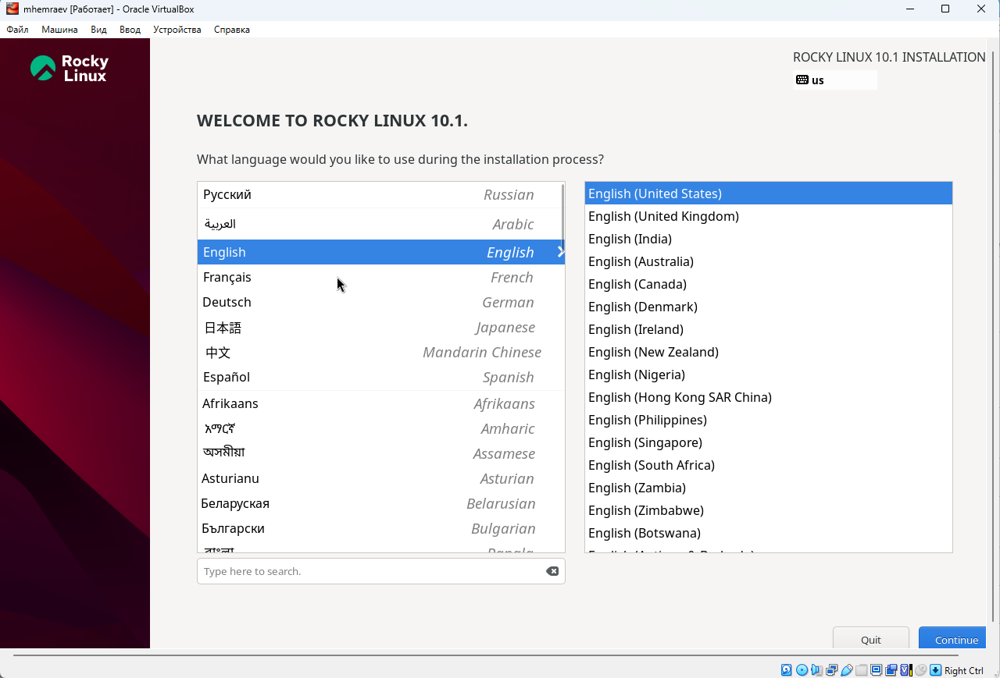 mhemraev [Работает] - Oracle VirtualBox
Файл Машина Вид Ввод Устройства Справка
Rocky
Linux
ROCKY LINUX 10.1 INSTALLATION
us
WELCOME TO ROCKY LINUX 10.1.
What language would you like to use during the installation process?
Русский Russian
العربية Arabic
English English
Français French
Deutsch German
日本語 Japanese
中文 Mandarin Chinese
Español Spanish
Afrikaans Afrikaans
አማርኛ Amharic
অসমীয়া Assamese
Asturianu Asturian
Беларуская Belarusian
Български Bulgarian
বাংলা Bangla
English (United States)
English (United Kingdom)
English (India)
English (Australia)
English (Canada)
English (Denmark)
English (Ireland)
English (New Zealand)
English (Nigeria)
English (Hong Kong SAR China)
English (Philippines)
English (Singapore)
English (South Africa)
English (Zambia)
English (Zimbabwe)
English (Botswana)
English (Antigua & Barbuda)
Type here to search.
Quit Continue
Right Ctrl